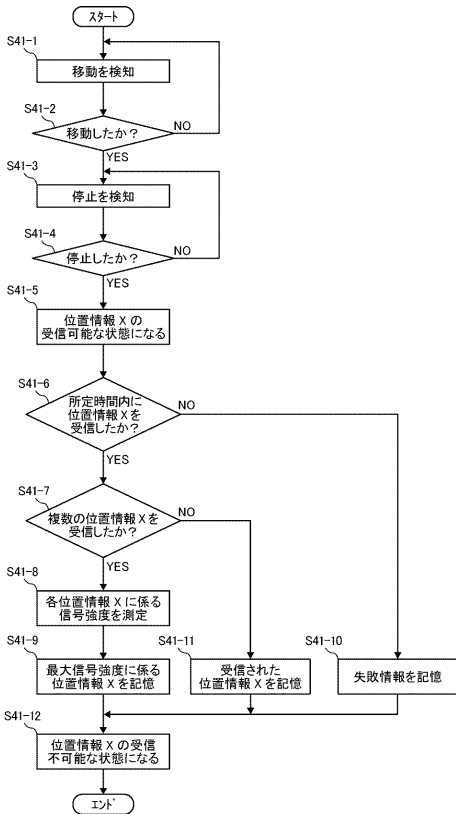 スタート
S41-1
移動を検知
S41-2
移動したか？
NO
YES
S41-3
停止を検知
S41-4
停止したか？
NO
YES
S41-5
位置情報Xの
受信可能な状態になる
S41-6
所定時間内に
位置情報Xを
受信したか？
NO
YES
S41-7
複数の位置情報Xを
受信したか？
NO
YES
S41-8
各位置情報Xに係る
信号強度を測定
S41-9
最大信号強度に係る
位置情報Xを記憶
S41-11
受信された
位置情報Xを記憶
S41-10
失敗情報を記憶
S41-12
位置情報Xの受信
不可能な状態になる
エンド